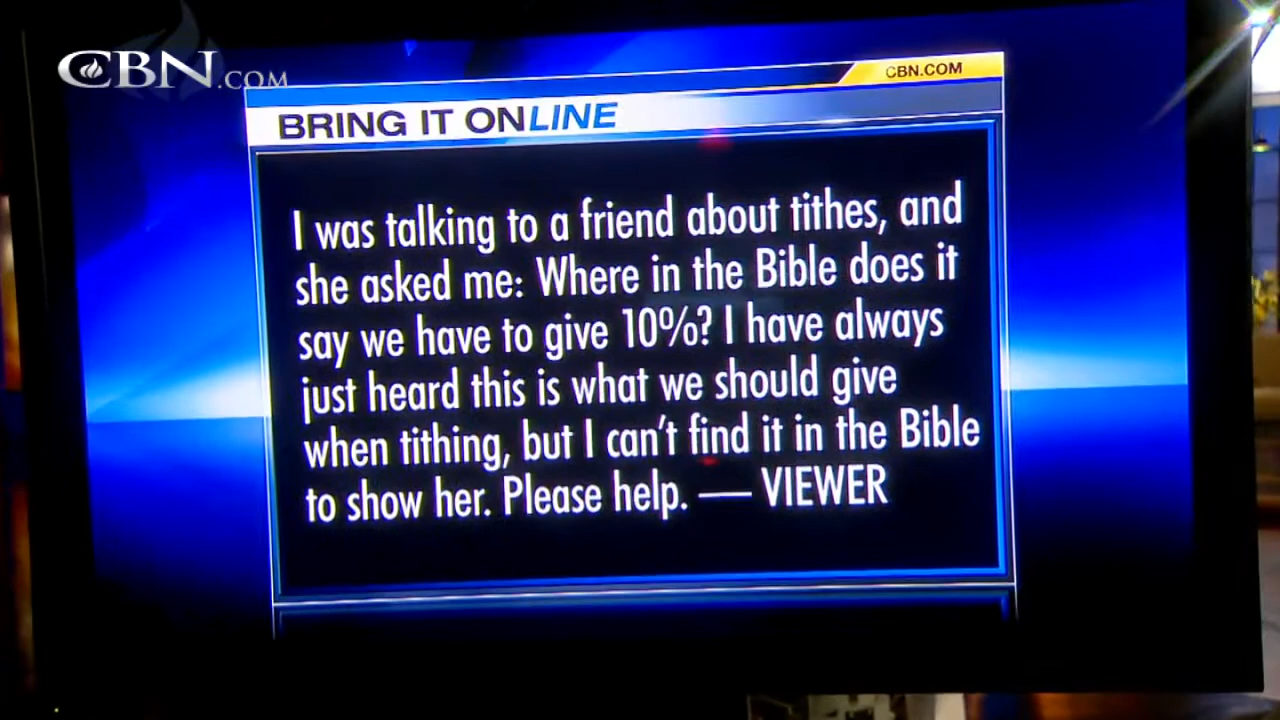 CBN.COM
CBN.COM
BRING IT ONLINE
I was talking to a friend about tithes, and
she asked me: Where in the Bible does it
say we have to give 10%? I have always
just heard this is what we should give
when tithing, but I can't find it in the Bible
to show her. Please help. — VIEWER